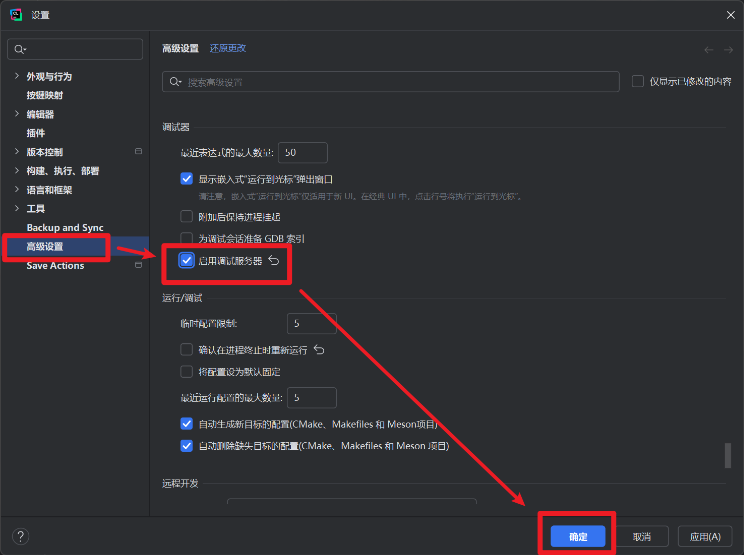 设置
高级设置 还原更改
搜索高级设置 仅显示已修改的内容
外观与行为
按键映射
编辑器
插件
版本控制
构建、执行、部署
语言和框架
工具
Backup and Sync
高级设置
Save Actions
调试器
最近表达式的最大数量: 50
显示嵌入式"运行到光标"弹出窗口
请注意，嵌入式"运行到光标"仅适用于新 UI。在经典 UI 中，点击行号将执行"运行到光标"。
附加后保持进程挂起
为调试会话准备 GDB 索引
启用调试服务器
运行/调试
临时配置限制: 5
确认在进程终止时重新运行
将配置设为默认固定
最近运行配置的最大数量: 5
自动生成新目标的配置(CMake、Makefiles 和 Meson项目)
自动删除缺失目标的配置(CMake、Makefiles 和 Meson 项目)
远程开发
? 确定 取消 应用(A)